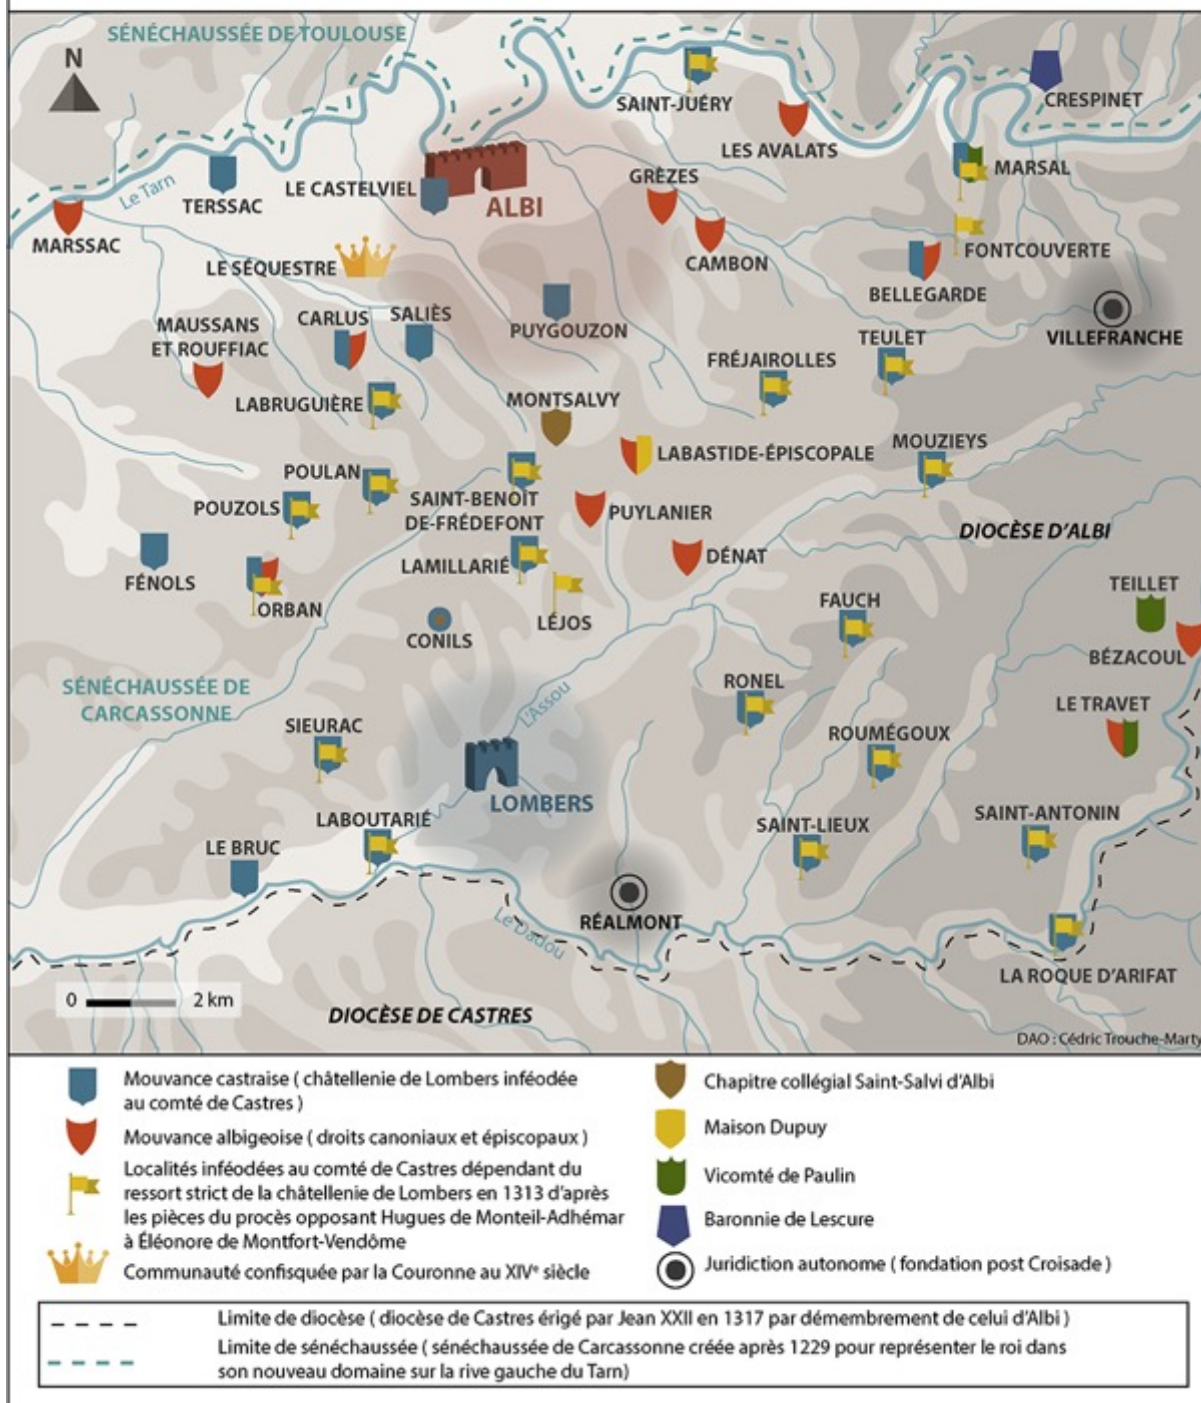 SÉNÉCHAUSSÉE DE TOULOUSE
N
SAINT-JUÉRY
CRESPINET
LES AVALATS
MARSAL
Le Tarn
TERSSAC
LE CASTELVIEL
ALBI
GRÈZES
MARSSAC
LE SÉQUESTRE
CAMBON
FONTCOUVERTE
BELLEGARDE
MAUSSANS
ET ROUFFIAC
CARLUS
SALIÈS
PUYGOUZON
VILLEFRANCHE
TEULET
FRÉJAIROLLES
LABRUGUIÈRE
MONTSALVY
LABASTIDE-ÉPISCOPALE
MOUZIEYS
POULAN
POUZOLS
SAINT-BENOÎT
DE-FRÉDEFONT
PUYLANIER
DIOCÈSE D'ALBI
FÉNOLS
LAMILLARIÉ
DÉNAT
ORBAN
LÉJOS
CONILS
FAUCH
TEILLET
BÉZACOUL
SÉNÉCHAUSSÉE DE
CARCASSONNE
L'Assou
RONEL
LE TRAVET
SIEURAC
ROUMÉGOUX
LOMBERS
LABOUTARIÉ
SAINT-LIEUX
SAINT-ANTONIN
LE BRUC
RÉALMONT
Le Dadou
LA ROQUE D'ARIFAT
0 2 km
DIOCÈSE DE CASTRES
DAO : Cédric Trouche-Marty
Mouvance castraise ( châtellenie de Lombers inféodée
au comté de Castres )
Mouvance albigeoise ( droits canoniaux et épiscopaux )
Localités inféodées au comté de Castres dépendant du
ressort strict de la châtellenie de Lombers en 1313 d'après
les pièces du procès opposant Hugues de Monteil-Adhémar
à Éléonore de Montfort-Vendôme
Communauté confisquée par la Couronne au XIVe siècle
Chapitre collégial Saint-Salvi d'Albi
Maison Dupuy
Vicomté de Paulin
Baronnie de Lescure
Juridiction autonome ( fondation post Croisade )
Limite de diocèse ( diocèse de Castres érigé par Jean XXII en 1317 par démembrement de celui d'Albi )
Limite de sénéchaussée ( sénéchaussée de Carcassonne créée après 1229 pour représenter le roi dans
son nouveau domaine sur la rive gauche du Tarn)